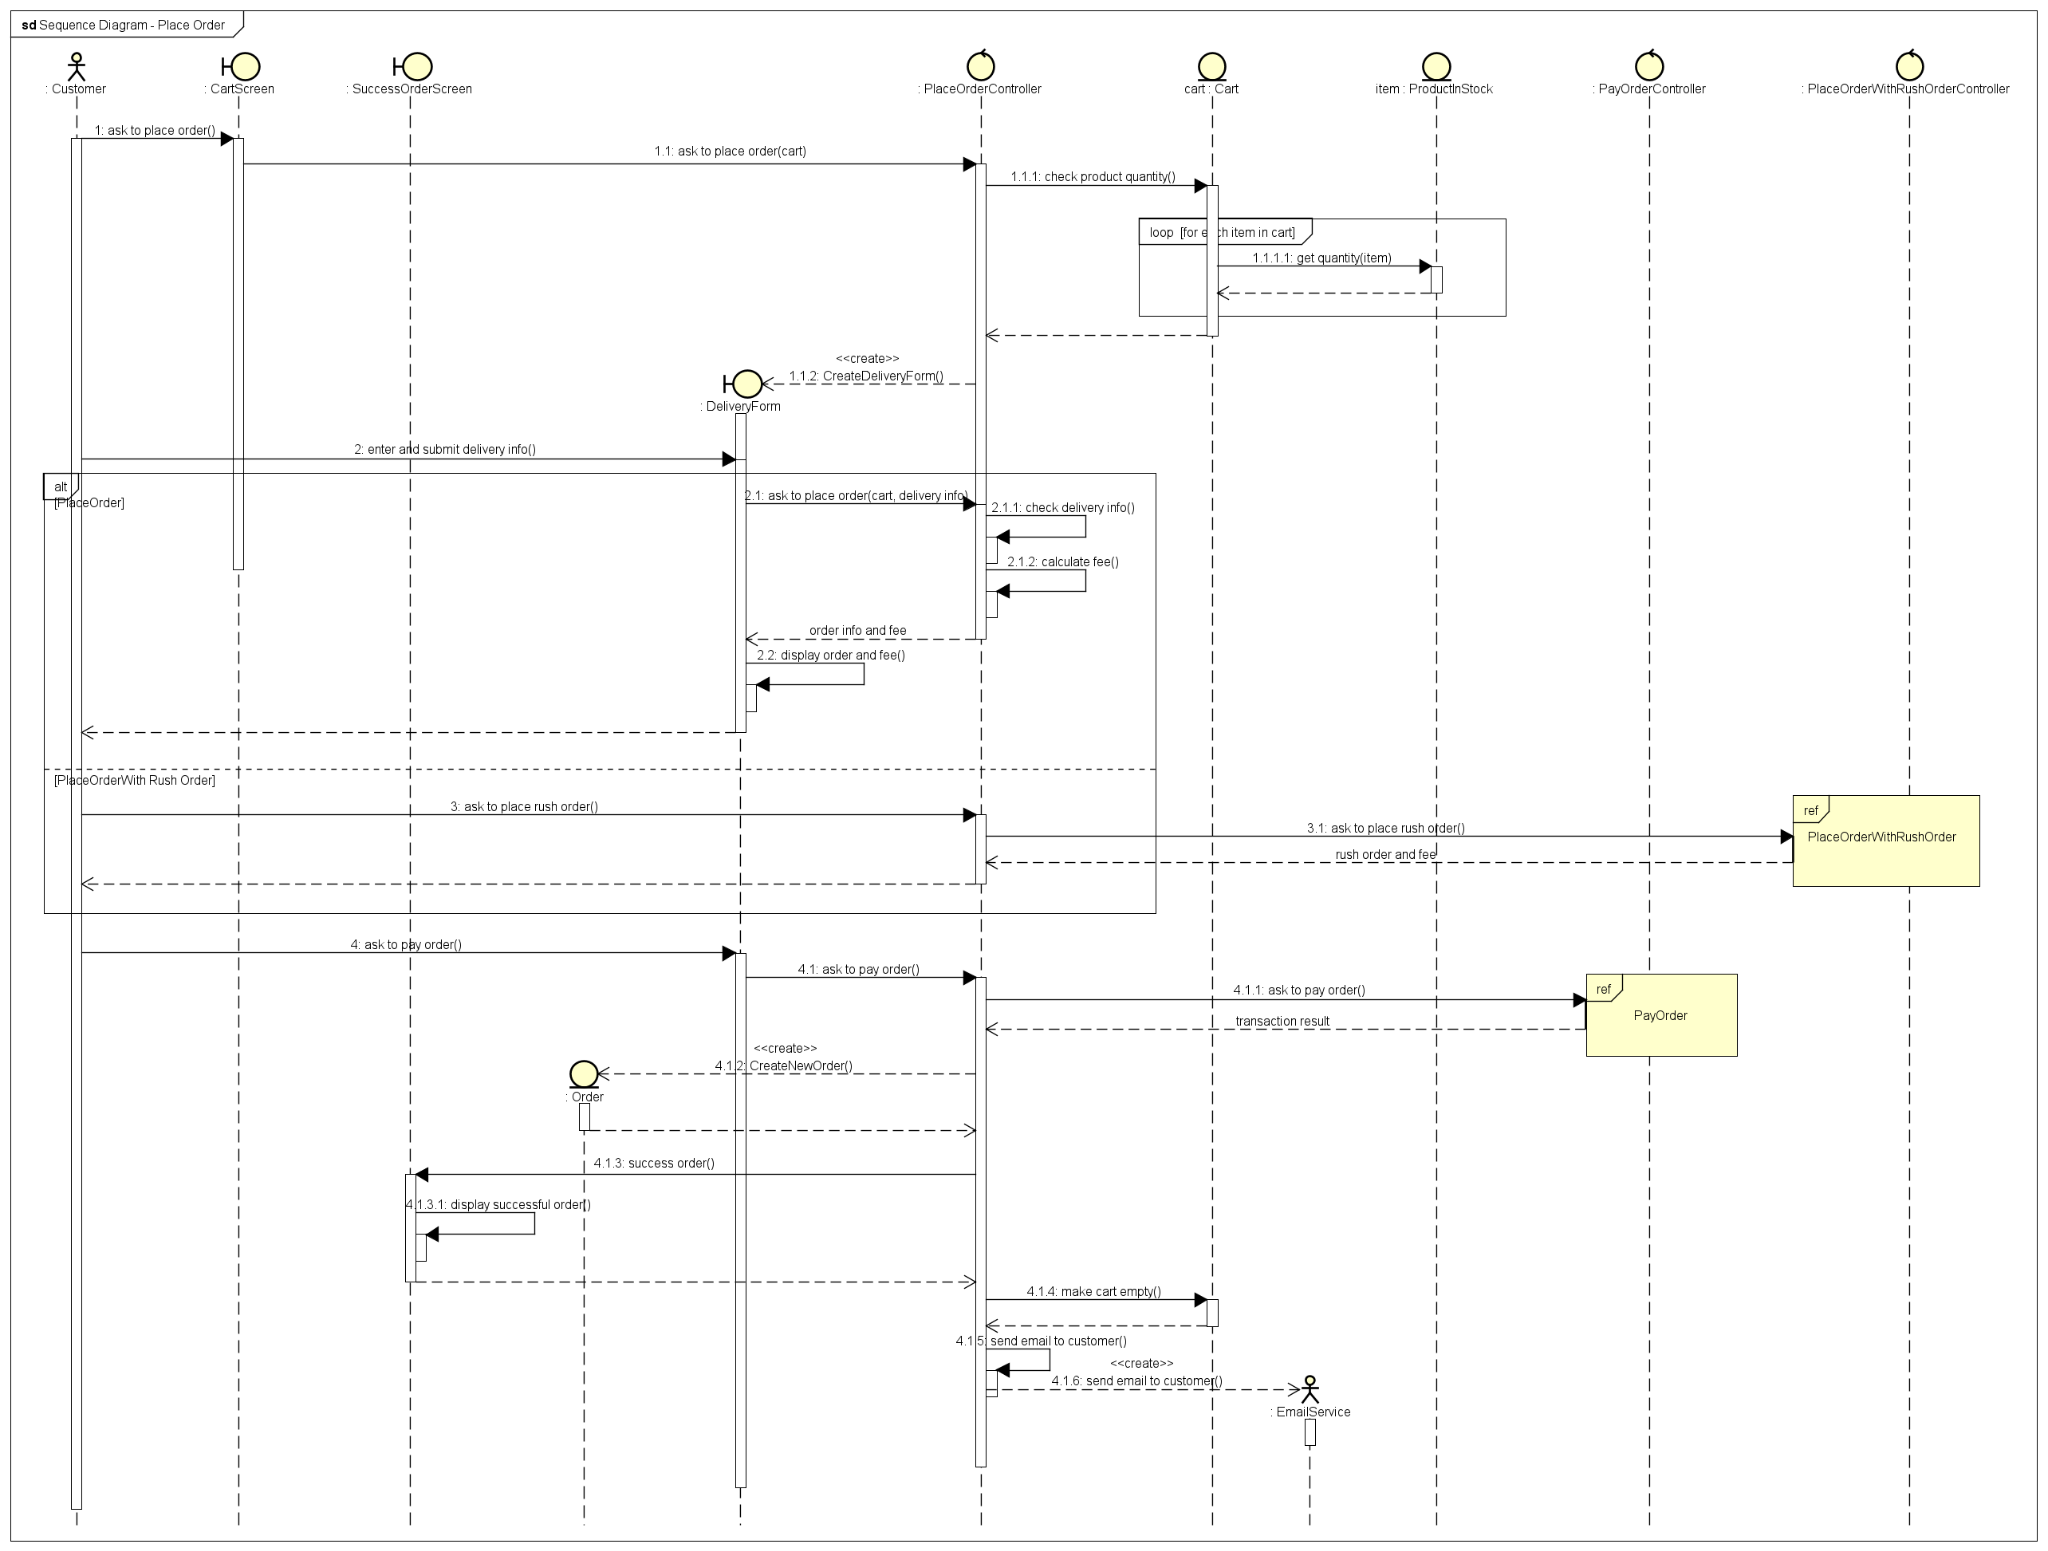 sd Sequence Diagram - Place Order
: Customer
: CartScreen
: SuccessOrderScreen
: PlaceOrderController
cart : Cart
item : ProductInStock
: PayOrderController
: PlaceOrderWithRushOrderController
1: ask to place order()
1.1: ask to place order(cart)
1.1.1: check product quantity()
loop [for each item in cart]
1.1.1.1: get quantity(item)
<<create>>
1.1.2: CreateDeliveryForm()
: DeliveryForm
2: enter and submit delivery info()
alt
[PlaceOrder]
2.1: ask to place order(cart, delivery info)
2.1.1: check delivery info()
2.1.2: calculate fee()
order info and fee
2.2: display order and fee()
[PlaceOrderWith Rush Order]
3: ask to place rush order()
ref
3.1: ask to place rush order()
PlaceOrderWithRushOrder
rush order and fee
4: ask to pay order()
4.1: ask to pay order()
ref
4.1.1: ask to pay order()
PayOrder
transaction result
<<create>>
4.1.2: CreateNewOrder()
: Order
4.1.3: success order()
4.1.3.1: display successful order()
4.1.4: make cart empty()
4.1.5: send email to customer()
<<create>>
4.1.6: send email to customer()
: EmailService